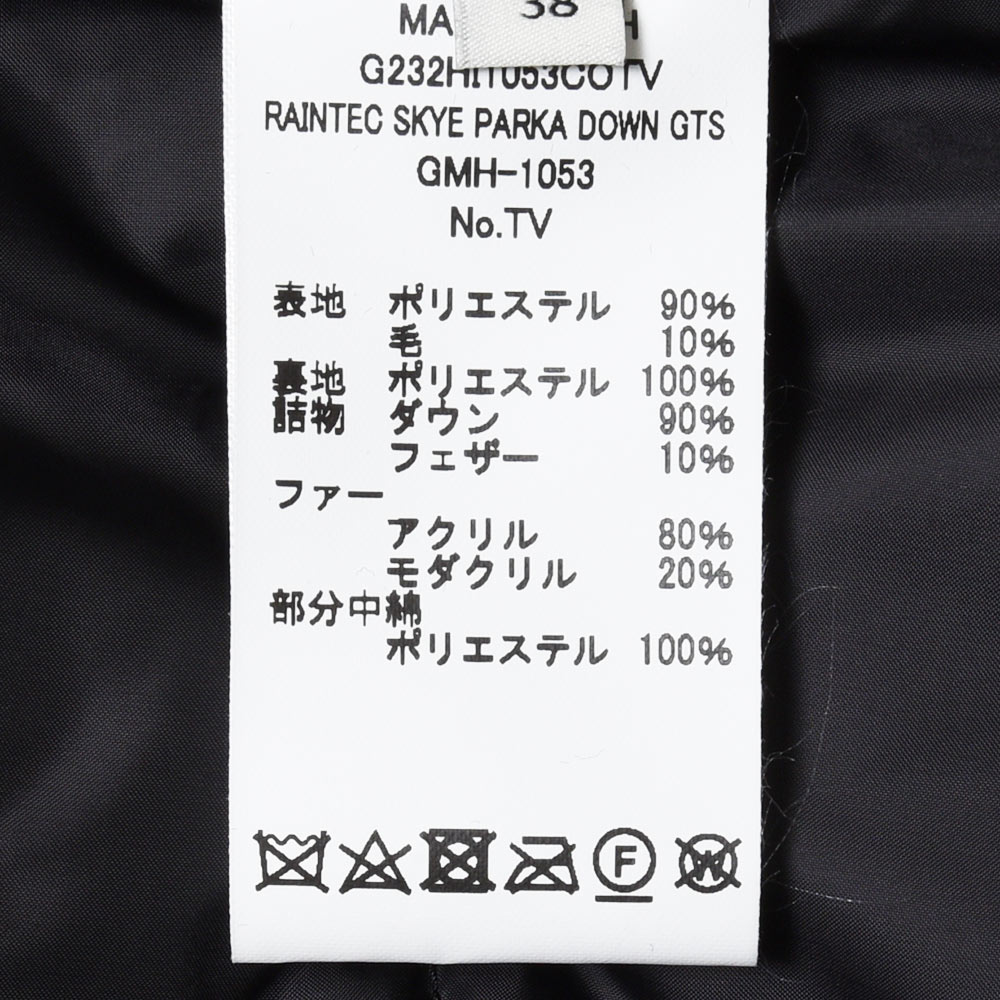 38
G232HI1053COTV
RAINTEC SKYE PARKA DOWN GTS
GMH-1053
No.TV
表地 ポリエステル 90%
毛 10%
裏地 ポリエステル 100%
詰物 ダウン 90%
フェザー 10%
ファー
アクリル 80%
モダクリル 20%
部分中綿
ポリエステル 100%
F
W